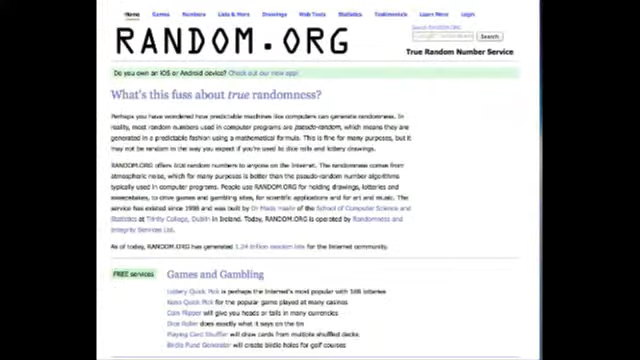 Home Games Numbers Lists & More Drawings Web Tools Statistics Testimonials Learn More Login
RANDOM.ORG
Search RANDOM.ORG
Search
True Random Number Service
Do you own an iOS or Android device? Check out our new app!
What's this fuss about true randomness?
Perhaps you have wondered how predictable machines like computers can generate randomness. In
reality, most random numbers used in computer programs are pseudo-random, which means they are
generated in a predictable fashion using a mathematical formula. This is fine for many purposes, but it
may not be random in the way you expect if you're used to dice rolls and lottery drawings.
RANDOM.ORG offers true random numbers to anyone on the Internet. The randomness comes from
atmospheric noise, which for many purposes is better than the pseudo-random number algorithms
typically used in computer programs. People use RANDOM.ORG for holding drawings, lotteries and
sweepstakes, to drive games and gambling sites, for scientific applications and for art and music. The
service has existed since 1998 and was built by Dr Mads Haahr of the School of Computer Science and
Statistics at Trinity College, Dublin in Ireland. Today, RANDOM.ORG is operated by Randomness and
Integrity Services Ltd.
As of today, RANDOM.ORG has generated 1.24 trillion random bits for the Internet community.
FREE services
Games and Gambling
Lottery Quick Pick is perhaps the Internet's most popular with lotteries
Keno Quick Pick for the popular game played at many casinos
Coin Flipper will give you heads or tails in many currencies
Dice Roller does exactly what it says on the tin
Playing Card Shuffler will draw cards from multiple shuffled decks
Birdie Fund Generator will create birdie holes for golf courses